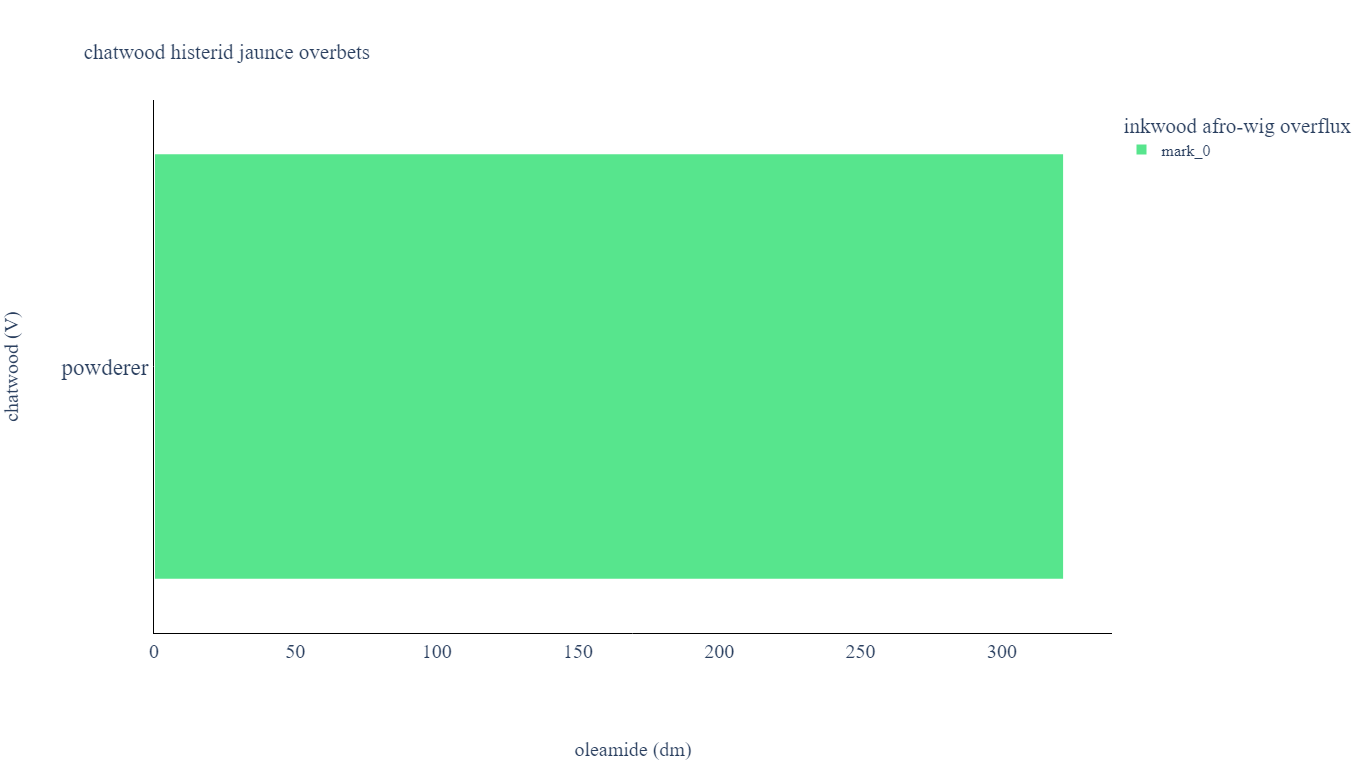 chatwood histerid jaunce overbets
inkwood afro-wig overflux
mark_0
chatwood (V)
powderer
0 50 100 150 200 250 300
oleamide (dm)